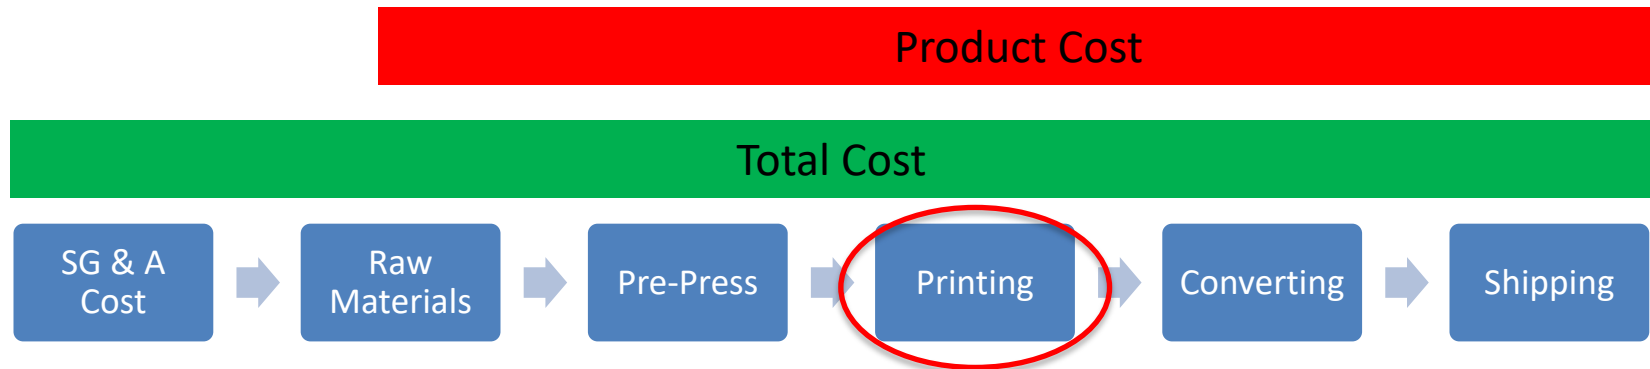 Product Cost
Total Cost
SG & A
Cost
Raw
Materials
Pre-Press
Printing
Converting
Shipping